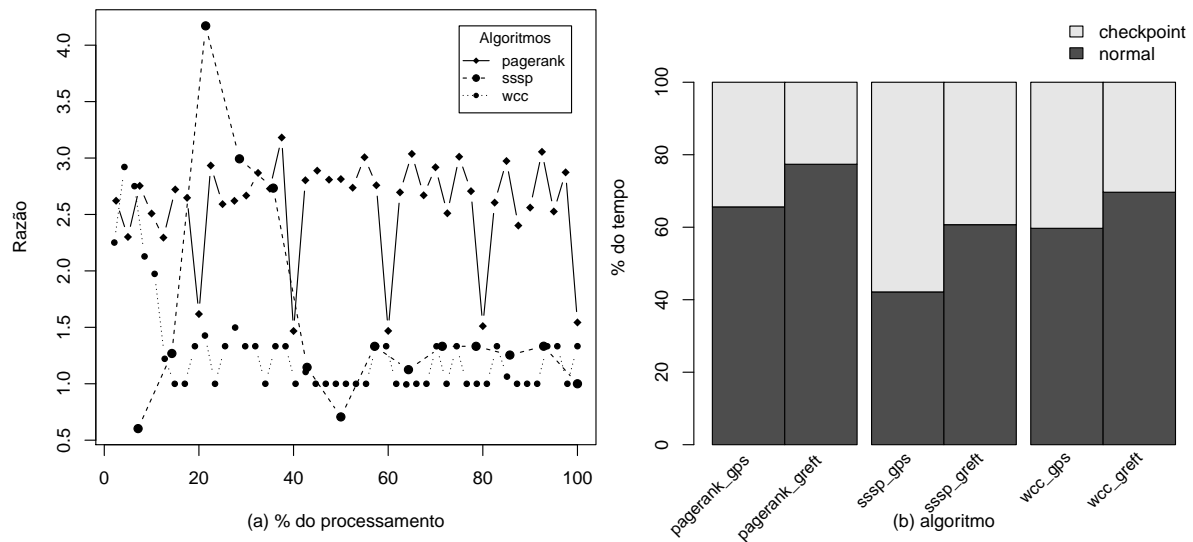 Razão
4.0
3.5
3.0
2.5
2.0
1.5
1.0
0.5
Algoritmos
pagerank
sssp
wcc
0 20 40 60 80 100
(a) % do processamento
checkpoint
normal
% do tempo
100
80
60
40
20
0
pagerank_gps
pagerank_greft
sssp_gps
sssp_greft
wcc_gps
wcc_greft
(b) algoritmo